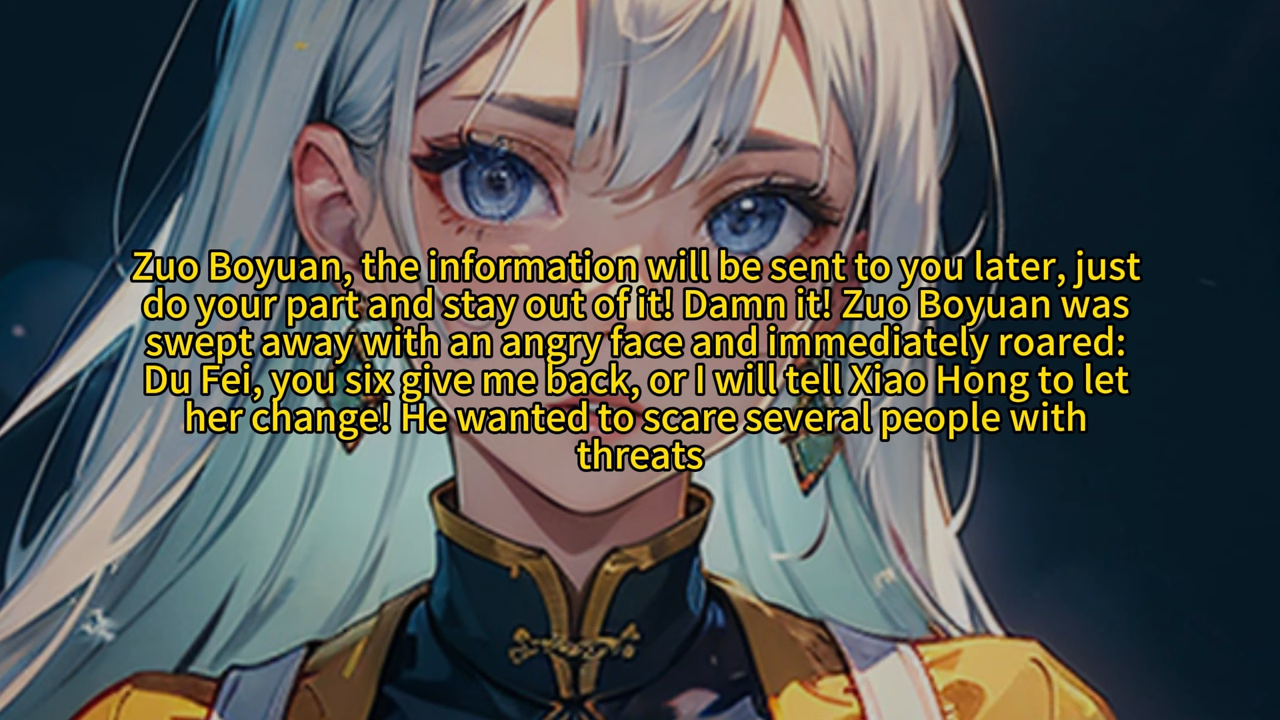 Zuo Boyuan, the information will be sent to you later, just
do your part and stay out of it! Damn it! Zuo Boyuan was
swept away with an angry face and immediately roared:
Du Fei, you six give me back, or I will tell Xiao Hong to let
her change! He wanted to scare several people with
threats